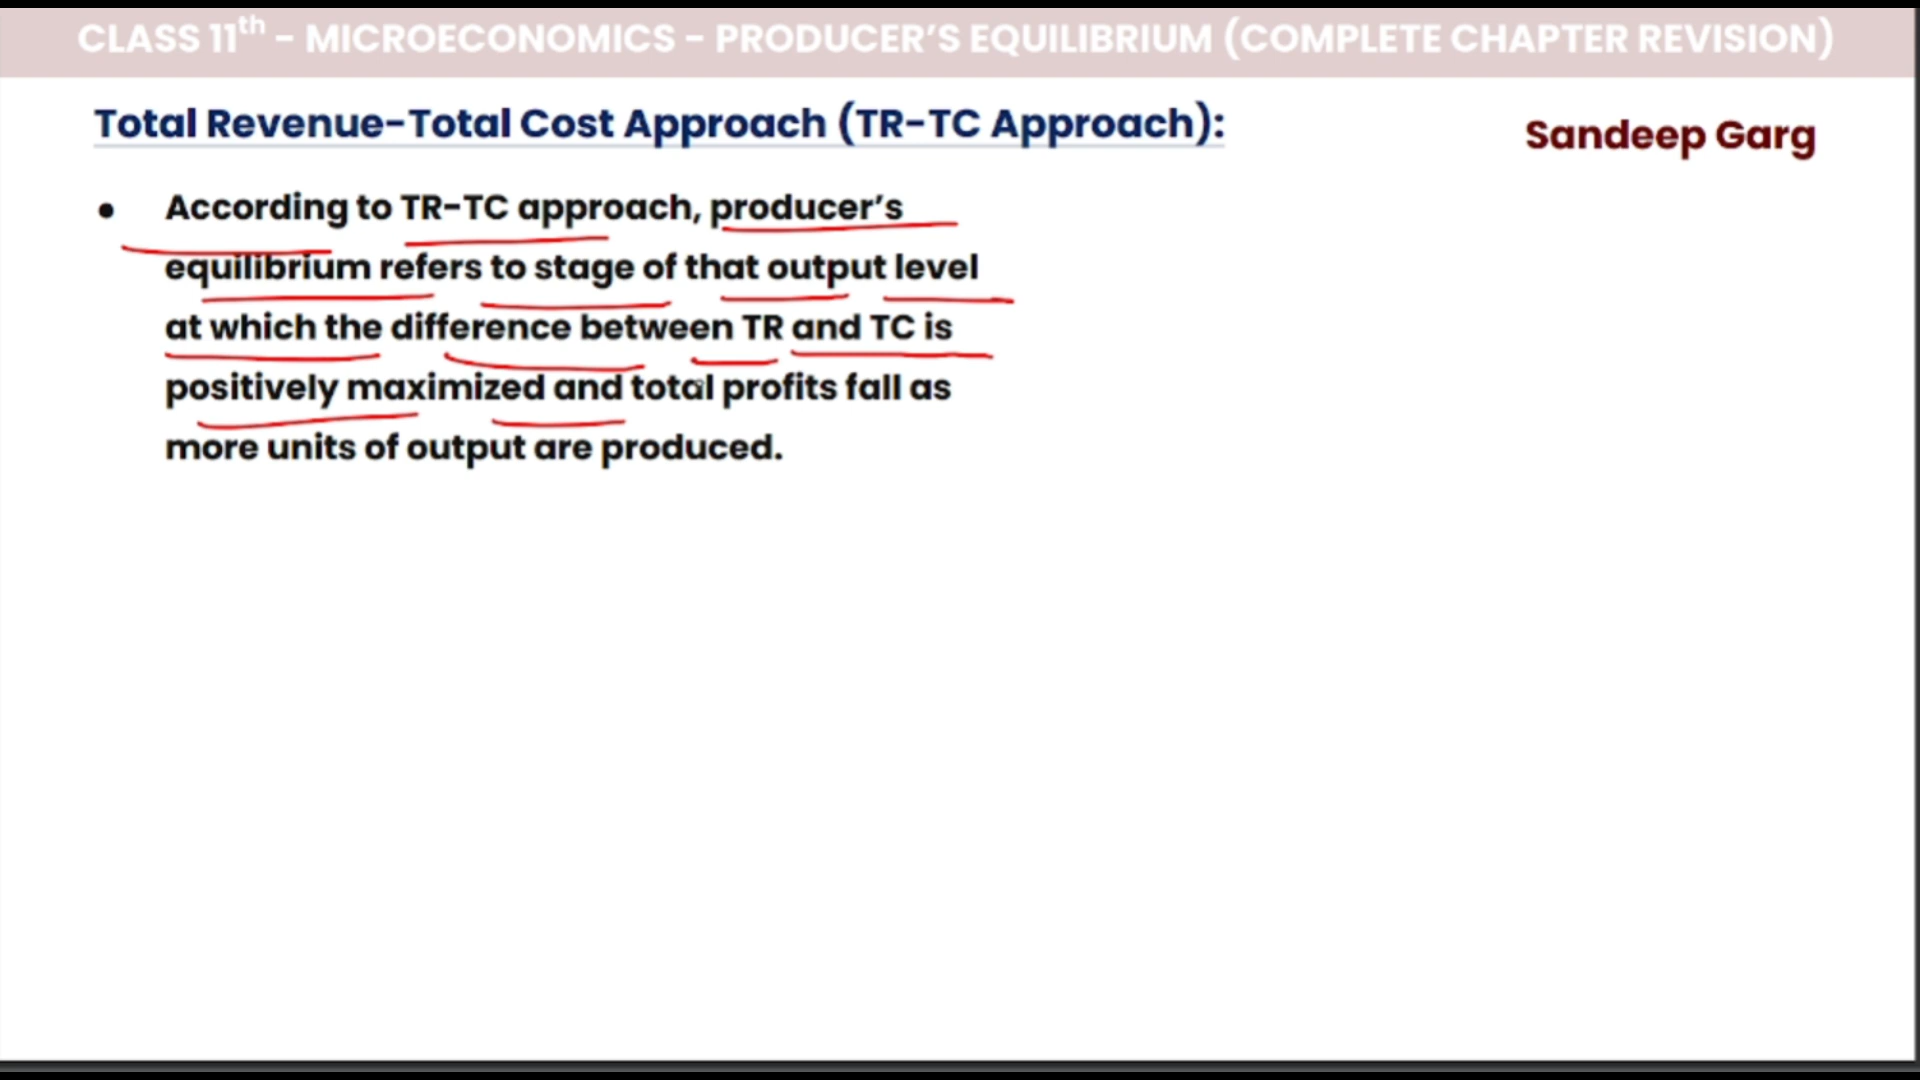 CLASS 11th - MICROECONOMICS - PRODUCER'S EQUILIBRIUM (COMPLETE CHAPTER REVISION)
Total Revenue-Total Cost Approach (TR-TC Approach):
Sandeep Garg
• According to TR-TC approach, producer's
equilibrium refers to stage of that output level
at which the difference between TR and TC is
positively maximized and total profits fall as
more units of output are produced.